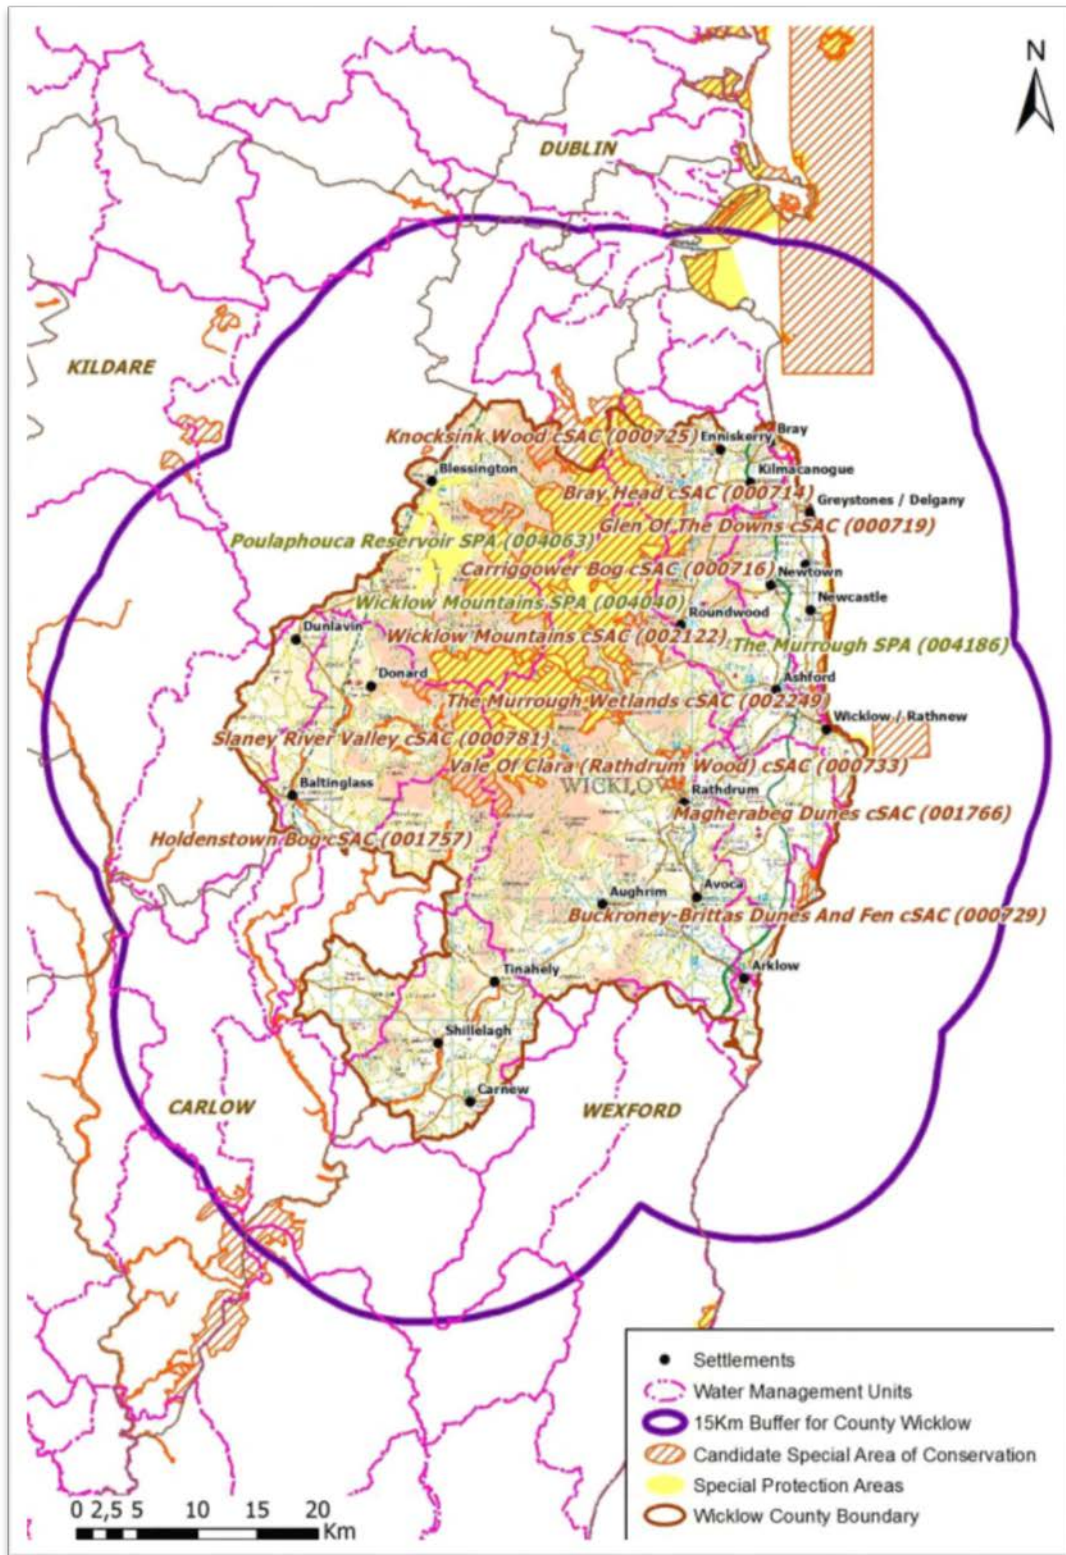 N
DUBLIN
KILDARE
Knocksink Wood cSAC (000725)
Enniskerry
Bray
Blessington
Kilmacanogue
Bray Head cSAC (000714)
Greystones / Delgany
Glen Of The Downs cSAC (000719)
Poulaphouca Reservoir SPA (004063)
Carriggower Bog cSAC (000716)
Newtown
Wicklow Mountains SPA (004040)
Newcastle
Roundwood
Dunlavin
Wicklow Mountains cSAC (002122)
The Murrough SPA (004186)
Donard
Ashford
The Murrough Wetlands cSAC (002249)
Wicklow / Rathnew
Slaney River Valley cSAC (000781)
Vale Of Clara (Rathdrum Wood) cSAC (000733)
Baltinglass
WICKLOW
Rathdrum
Magherabeg Dunes cSAC (001766)
Holdenstown Bog cSAC (001757)
Aughrim
Avoca
Buckroney-Brittas Dunes And Fen cSAC (000729)
Tinahely
Arklow
Shillelagh
Carnew
CARLOW
WEXFORD
Settlements
Water Management Units
15Km Buffer for County Wicklow
Candidate Special Area of Conservation
Special Protection Areas
Wicklow County Boundary
0 2,5 5 10 15 20
Km